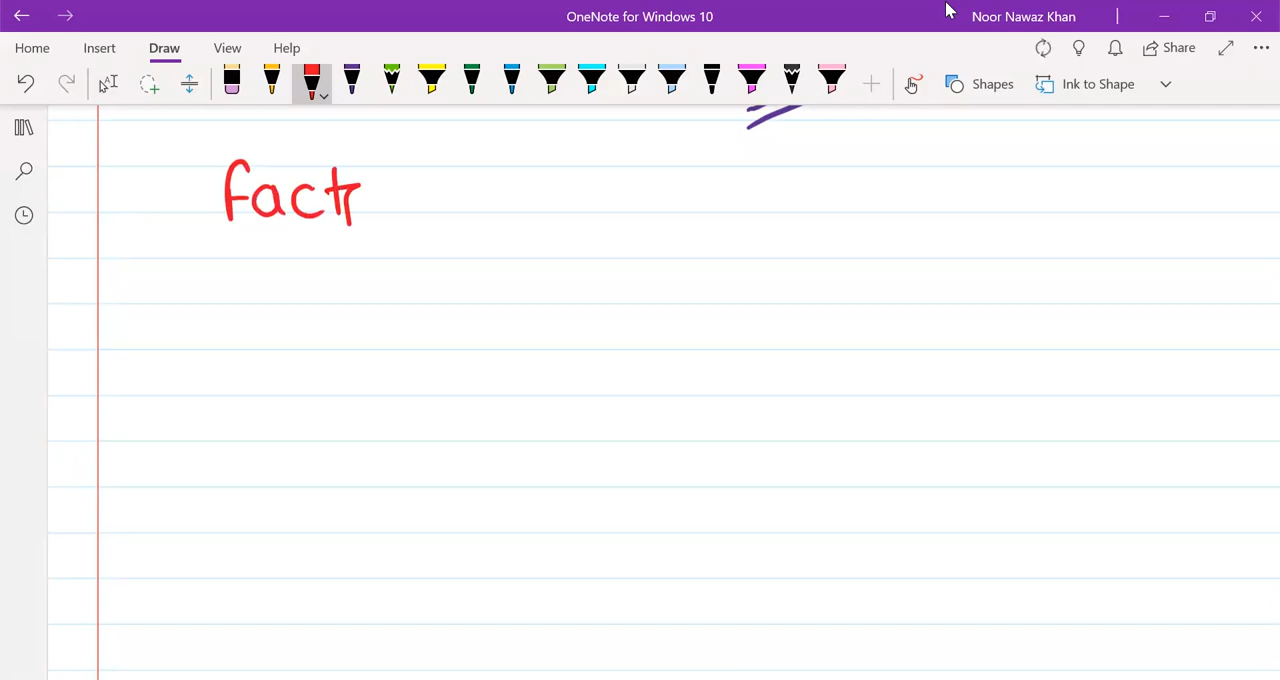 OneNote for Windows 10
Noor Nawaz Khan
Home Insert Draw View Help
Share
Shapes Ink to Shape
fact